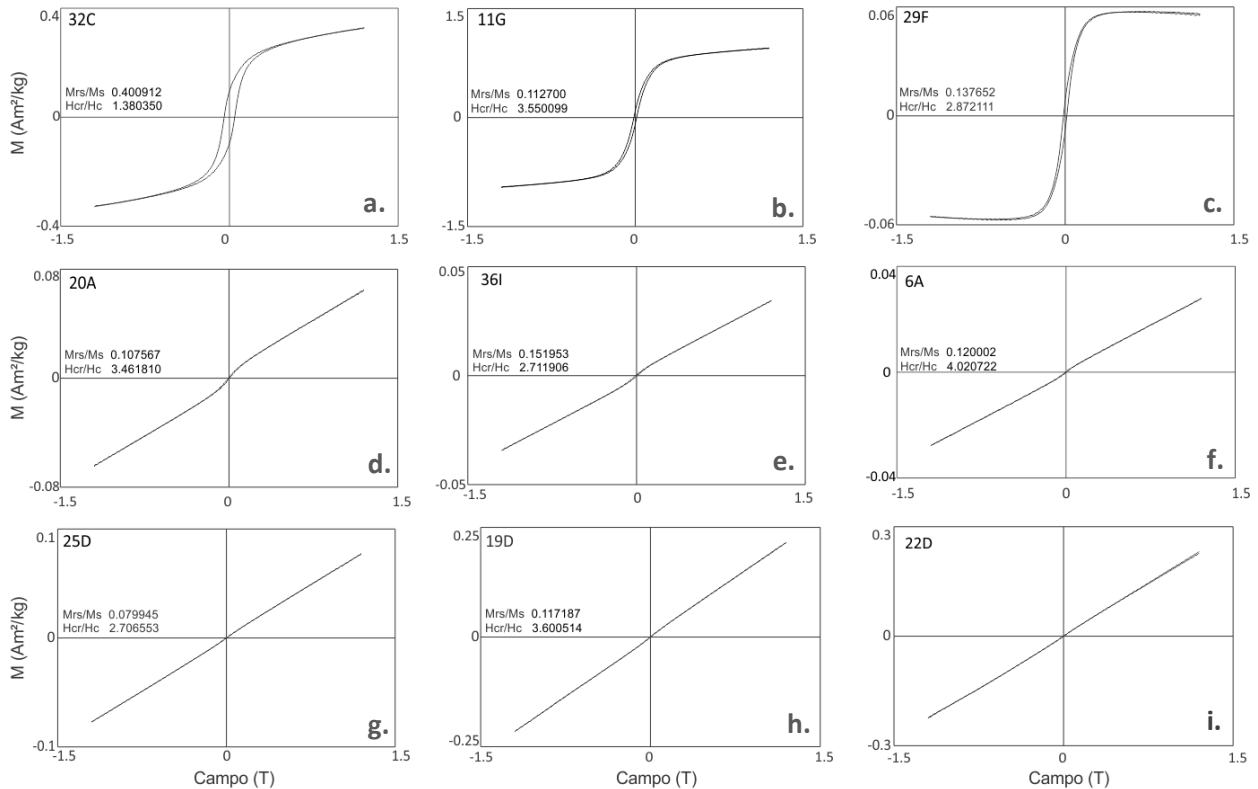 0.4
32C
Mrs/Ms 0.400912
Hcr/Hc 1.380350
M (Am²/kg)
0
-0.4
-1.5
0
1.5
a.
1.5
11G
Mrs/Ms 0.112700
Hcr/Hc 3.550099
0
-1.5
-1.5
0
1.5
b.
0.06
29F
Mrs/Ms 0.137652
Hcr/Hc 2.872111
0
-0.06
-1.5
0
1.5
c.
0.08
20A
Mrs/Ms 0.107567
Hcr/Hc 3.461810
M (Am²/kg)
0
-0.08
-1.5
0
1.5
d.
0.05
36I
Mrs/Ms 0.151953
Hcr/Hc 2.711906
0
-0.05
-1.5
0
1.5
e.
0.04
6A
Mrs/Ms 0.120002
Hcr/Hc 4.020722
0
-0.04
-1.5
0
1.5
f.
0.1
25D
Mrs/Ms 0.079945
Hcr/Hc 2.706553
M (Am²/kg)
0
-0.1
-1.5
0
1.5
g.
Campo (T)
0.25
19D
Mrs/Ms 0.117187
Hcr/Hc 3.600514
0
-0.25
-1.5
0
1.5
h.
Campo (T)
0.3
22D
0
-0.3
-1.5
0
1.5
i.
Campo (T)